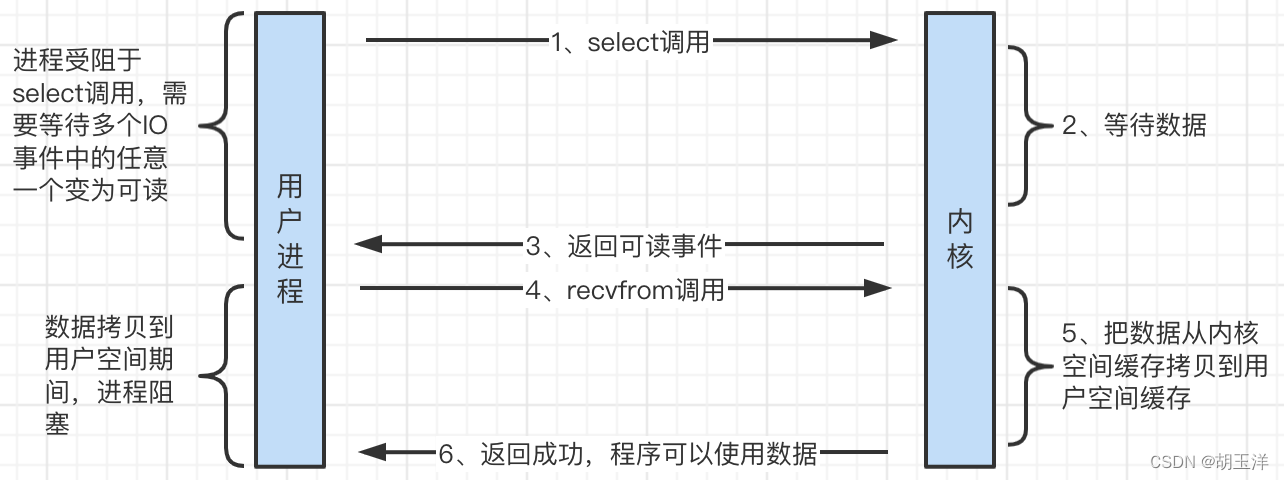 1、select调用
进程受阻于
select调用，需
要等待多个IO
事件中的任意
一个变为可读
2、等待数据
用户进程
内核
3、返回可读事件
4、recvfrom调用
数据拷贝到
用户空间期
间，进程阻
塞
5、把数据从内核
空间缓存拷贝到用
户空间缓存
6、返回成功，程序可以使用数据
CSDN @胡玉洋